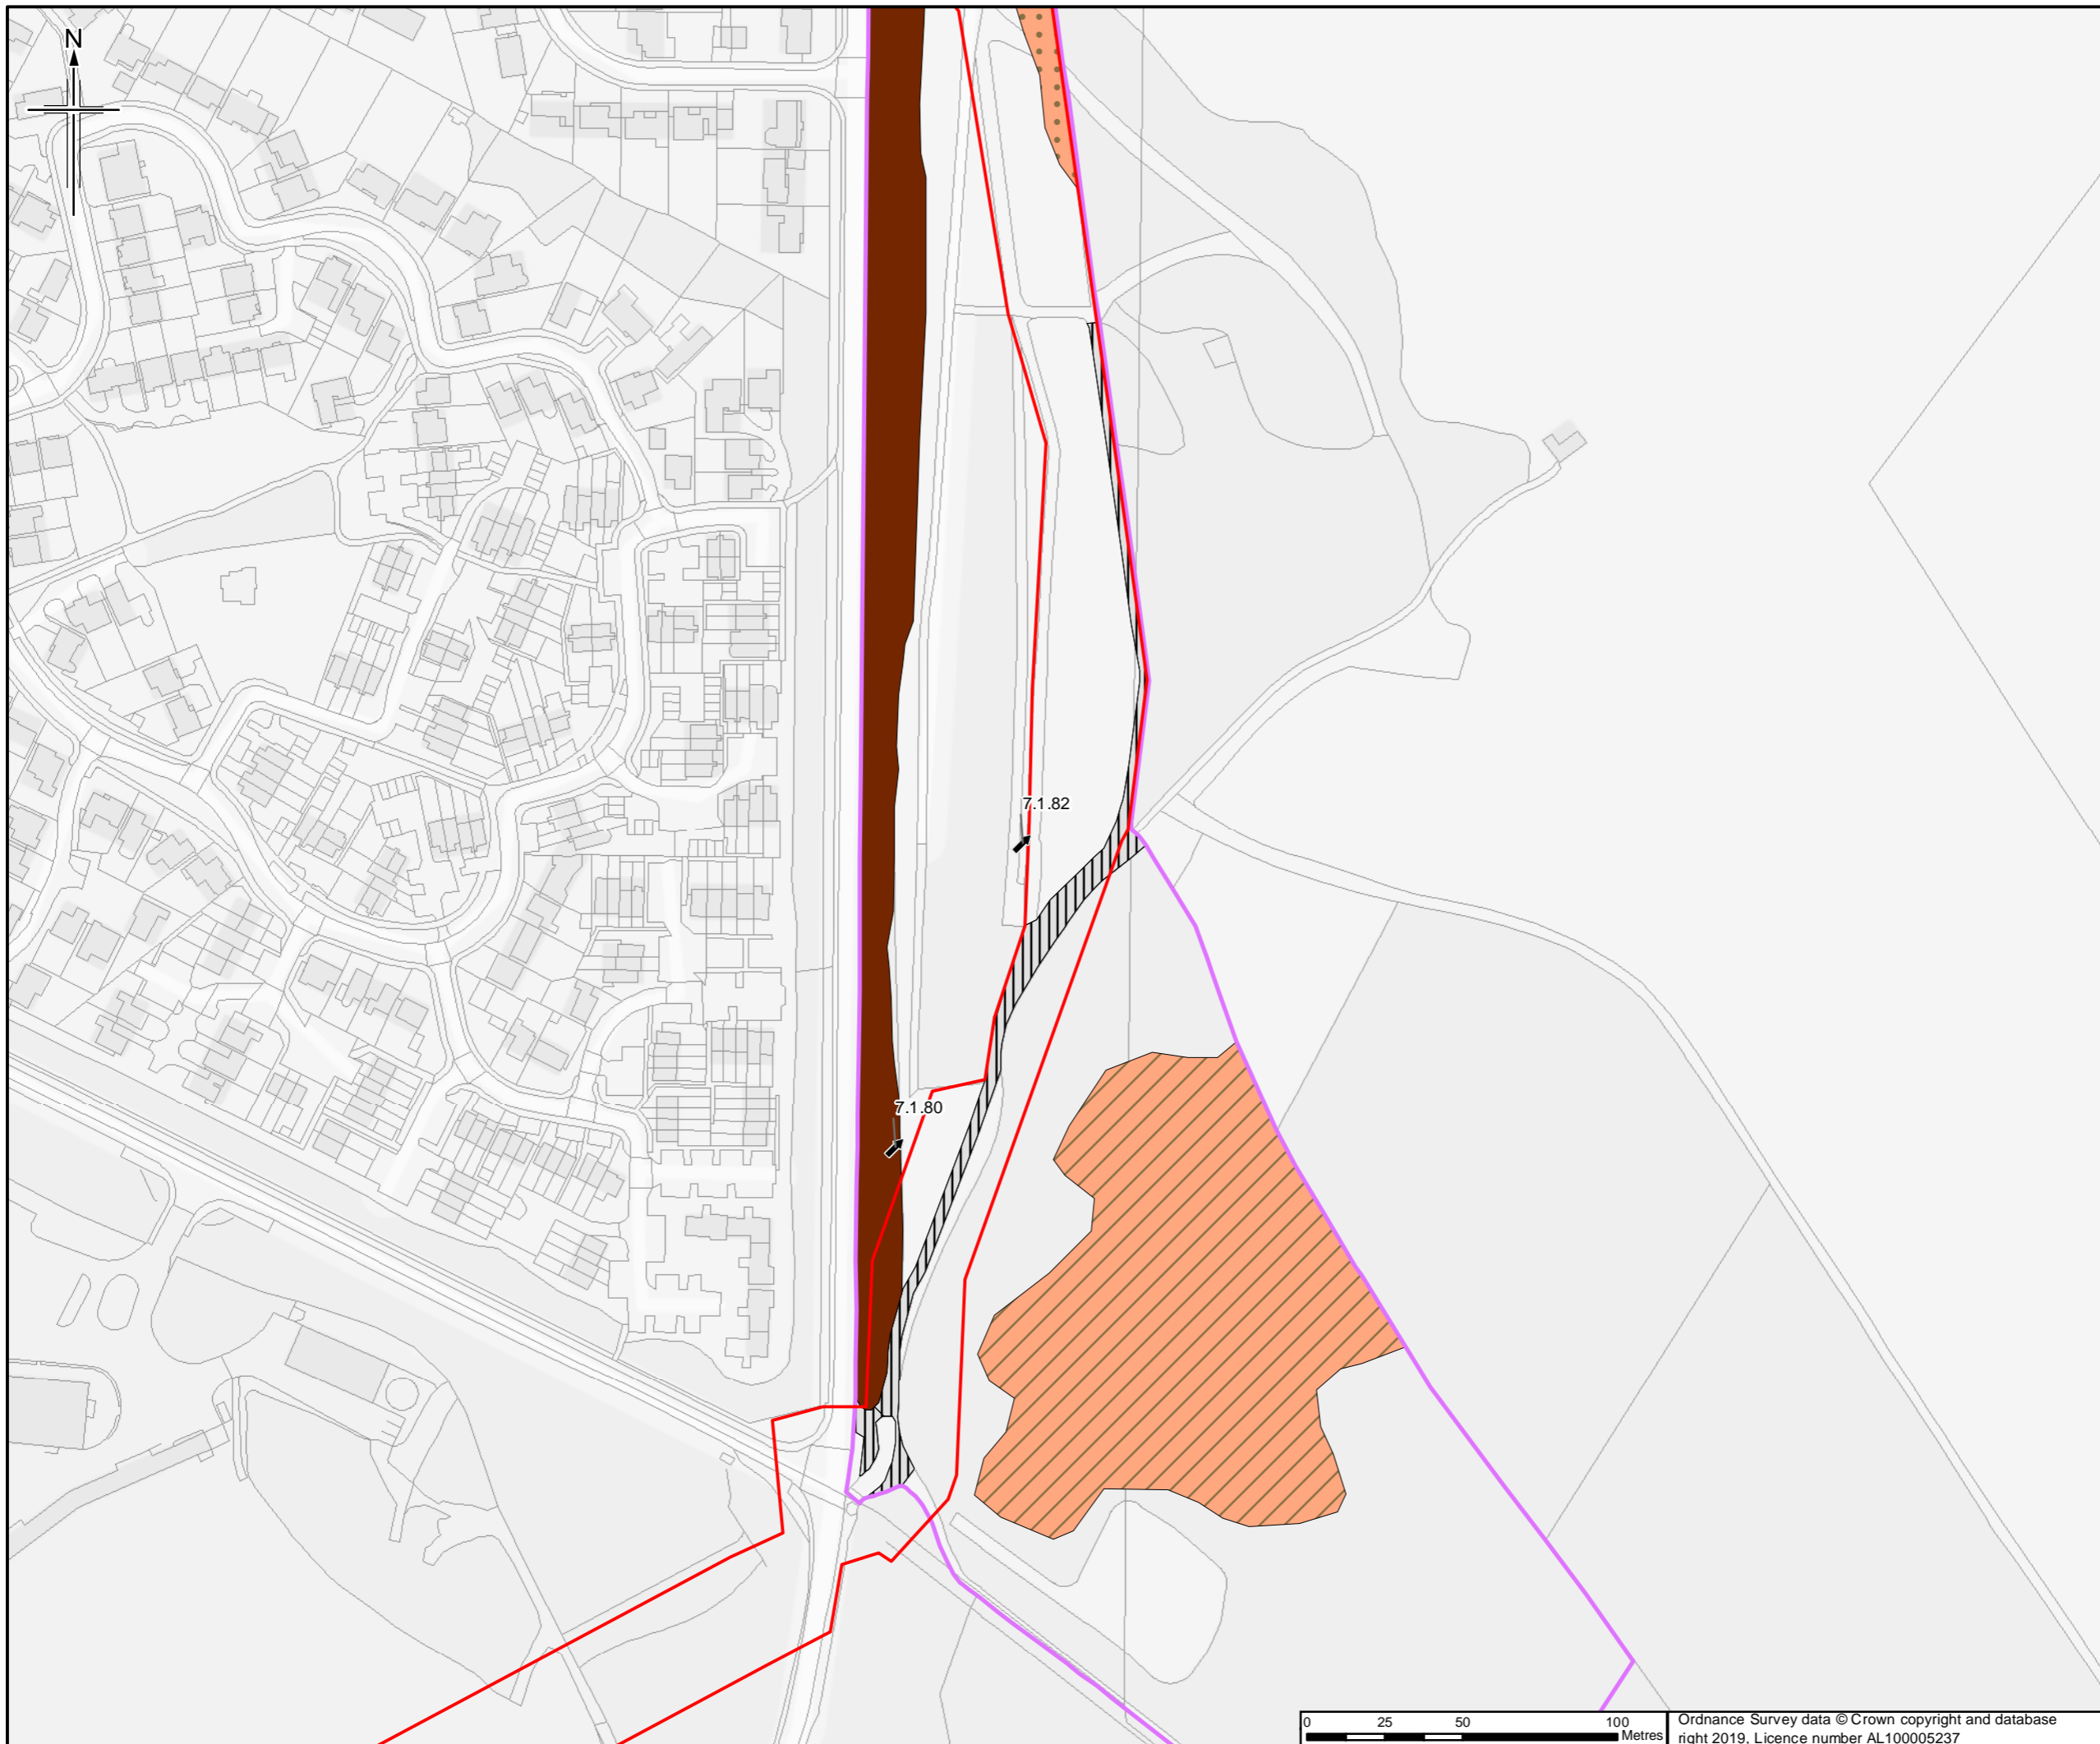 N
7.1.82
7.1.80
0 25 50 100
Metres
Ordnance Survey data © Crown copyright and database
right 2019. Licence number AL100005237